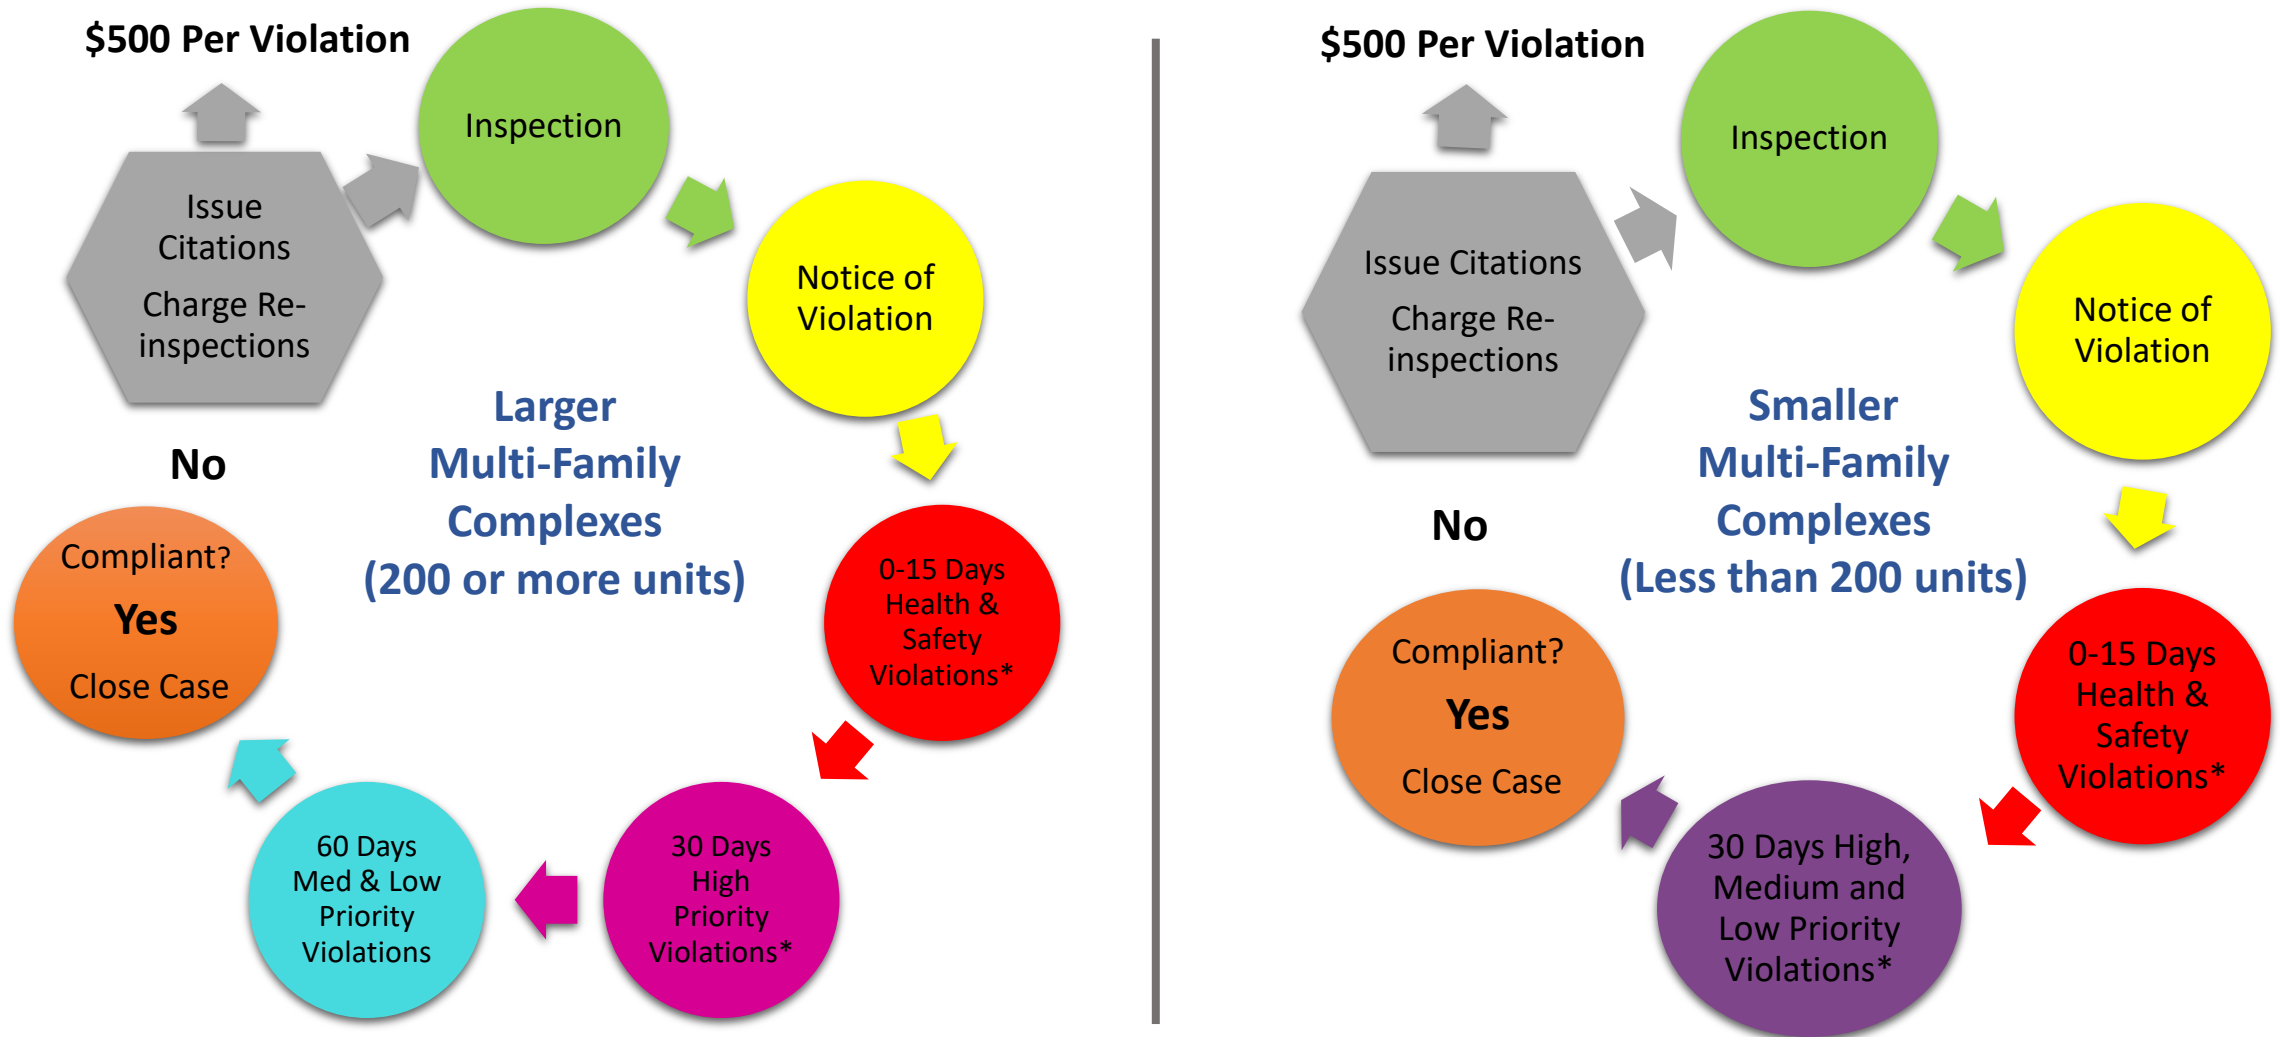 $500 Per Violation
Inspection
Issue
Citations
Charge Re-
inspections
Notice of
Violation
Larger
Multi-Family
Complexes
(200 or more units)
No
0-15 Days
Health &
Safety
Violations*
Compliant?
Yes
Close Case
60 Days
Med & Low
Priority
Violations
30 Days
High
Priority
Violations*
$500 Per Violation
Inspection
Issue Citations
Charge Re-
inspections
Notice of
Violation
Smaller
Multi-Family
Complexes
(Less than 200 units)
No
0-15 Days
Health &
Safety
Violations*
Compliant?
Yes
Close Case
30 Days High,
Medium and
Low Priority
Violations*